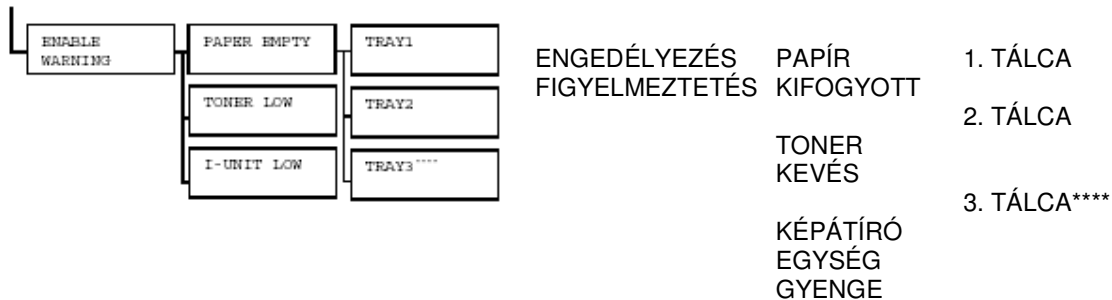 ENABLE
WARNING
PAPER EMPTY
TONER LOW
I-UNIT LOW
TRAY1
TRAY2
TRAY3****
ENGEDÉLYEZÉS
FIGYELMEZTETÉS
PAPÍR
KIFOGYOTT
TONER
KEVÉS
KÉPÁTÍRÓ
EGYSÉG
GYENGE
1. TÁLCA
2. TÁLCA
3. TÁLCA****